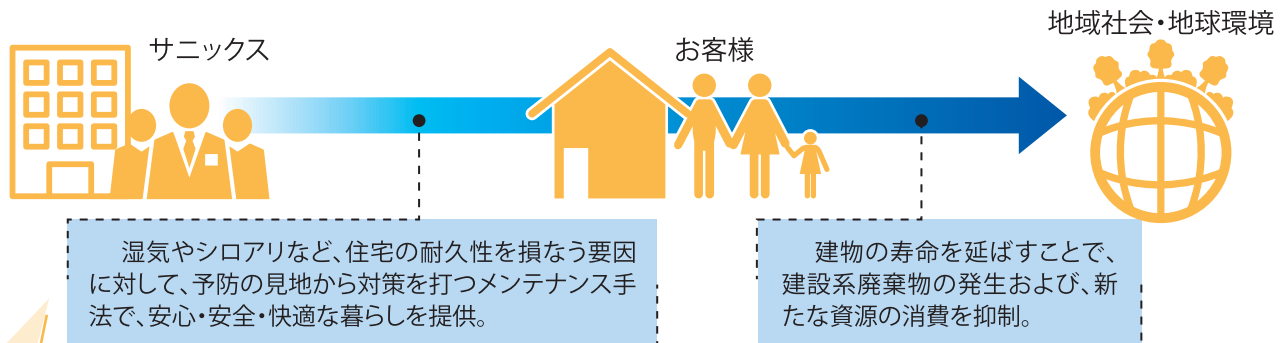 サニックス
お客様
地域社会・地球環境
湿気やシロアリなど、住宅の耐久性を損なう要因
に対して、予防の見地から対策を打つメンテナンス手
法で、安心・安全・快適な暮らしを提供。
建物の寿命を延ばすことで、
建設系廃棄物の発生および、新
たな資源の消費を抑制。